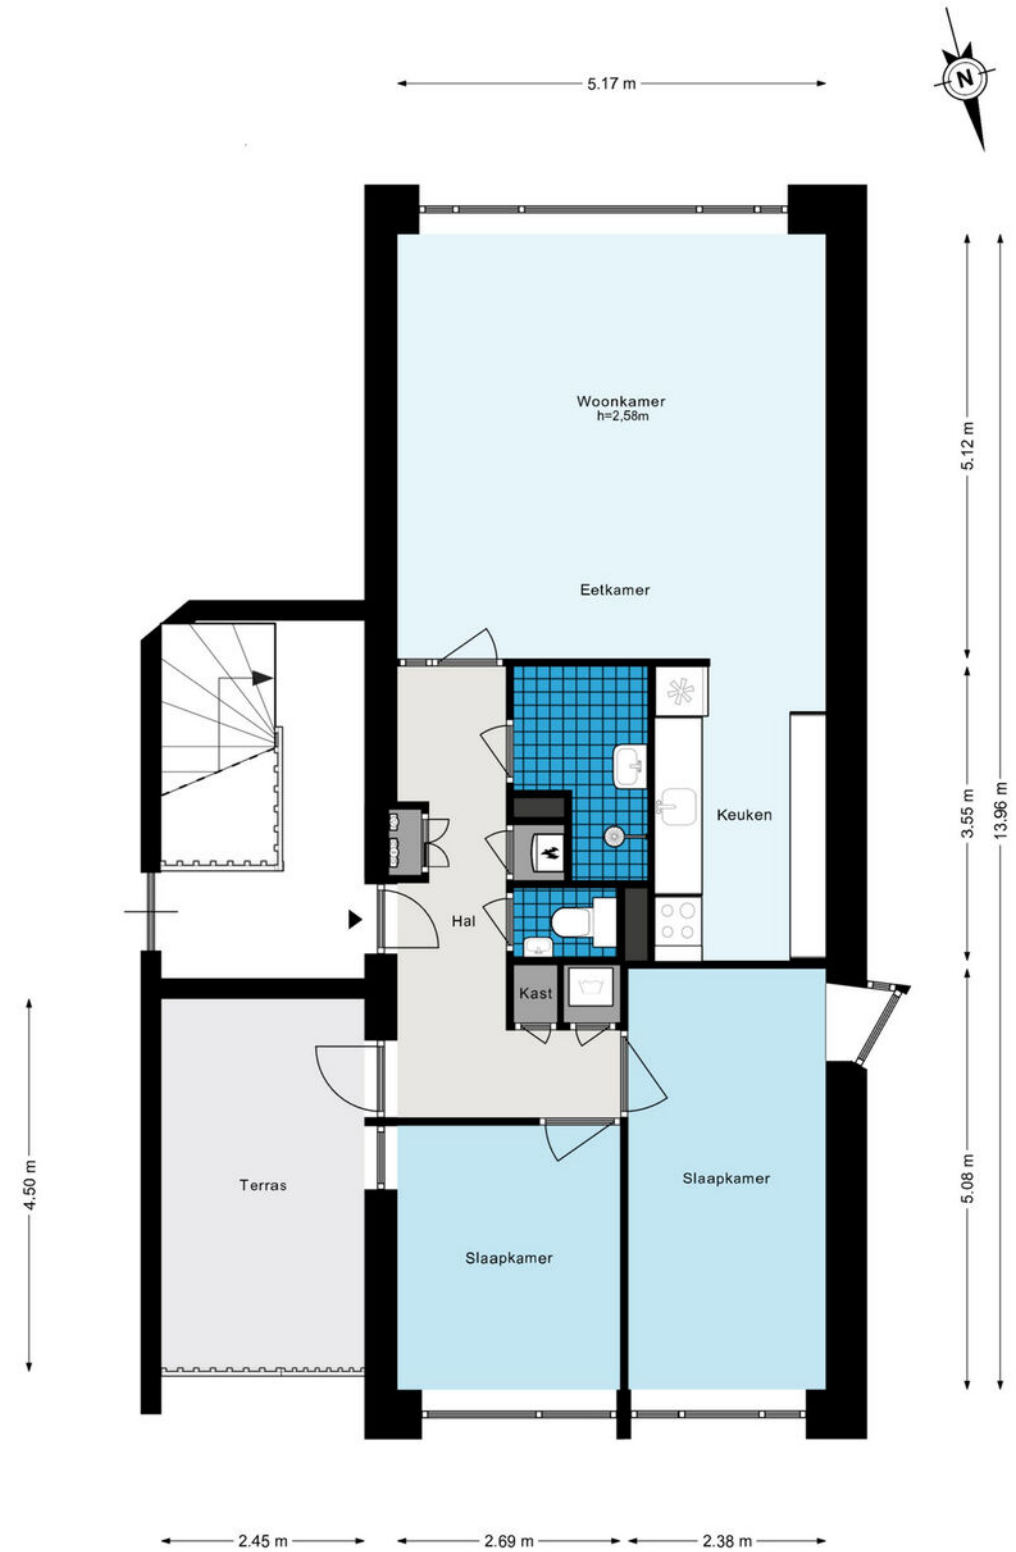 N
5.17 m
Woonkamer
h=2,58m
5.12 m
Eetkamer
3.55 m
13.96 m
Keuken
Hal
Kast
4.50 m
Terras
Slaapkamer
5.08 m
Slaapkamer
2.45 m
2.69 m
2.38 m